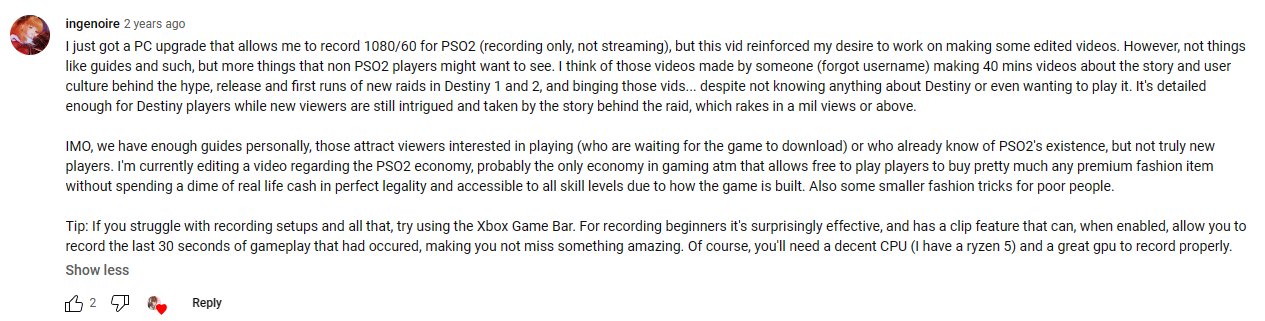 ingenoire 2 years ago
I just got a PC upgrade that allows me to record 1080/60 for PSO2 (recording only, not streaming), but this vid reinforced my desire to work on making some edited videos. However, not things
like guides and such, but more things that non PSO2 players might want to see. I think of those videos made by someone (forgot username) making 40 mins videos about the story and user
culture behind the hype, release and first runs of new raids in Destiny 1 and 2, and binging those vids... despite not knowing anything about Destiny or even wanting to play it. It's detailed
enough for Destiny players while new viewers are still intrigued and taken by the story behind the raid, which rakes in a mil views or above.
IMO, we have enough guides personally, those attract viewers interested in playing (who are waiting for the game to download) or who already know of PSO2's existence, but not truly new
players. I'm currently editing a video regarding the PSO2 economy, probably the only economy in gaming atm that allows free to play players to buy pretty much any premium fashion item
without spending a dime of real life cash in perfect legality and accessible to all skill levels due to how the game is built. Also some smaller fashion tricks for poor people.
Tip: If you struggle with recording setups and all that, try using the Xbox Game Bar. For recording beginners it's surprisingly effective, and has a clip feature that can, when enabled, allow you to
record the last 30 seconds of gameplay that had occured, making you not miss something amazing. Of course, you'll need a decent CPU (I have a ryzen 5) and a great gpu to record properly.
Show less
2 Reply